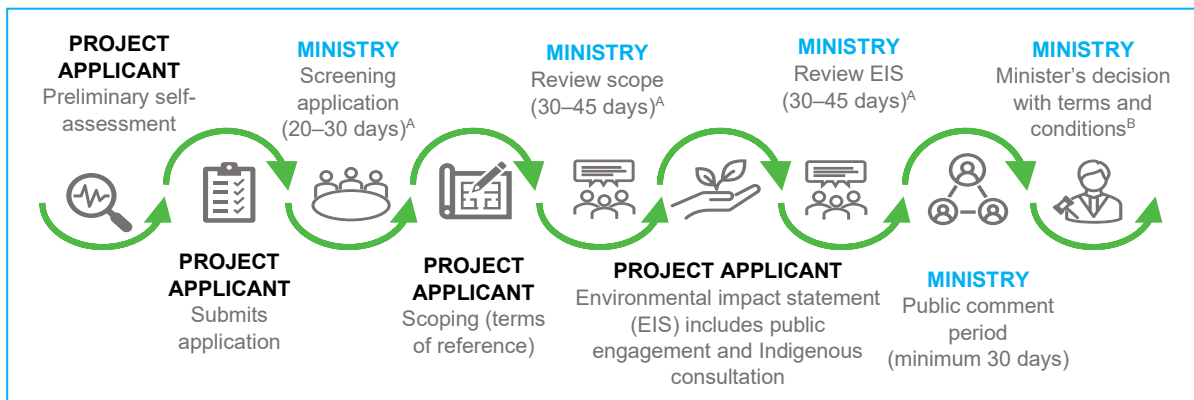 PROJECT
APPLICANT
Preliminary self-
assessment
PROJECT
APPLICANT
Submits
application
MINISTRY
Screening
application
(20–30 days)A
PROJECT
APPLICANT
Scoping (terms
of reference)
MINISTRY
Review scope
(30–45 days)A
PROJECT APPLICANT
Environmental impact statement
(EIS) includes public
engagement and Indigenous
consultation
MINISTRY
Review EIS
(30–45 days)A
MINISTRY
Public comment
period
(minimum 30 days)
MINISTRY
Minister's decision
with terms and
conditionsB